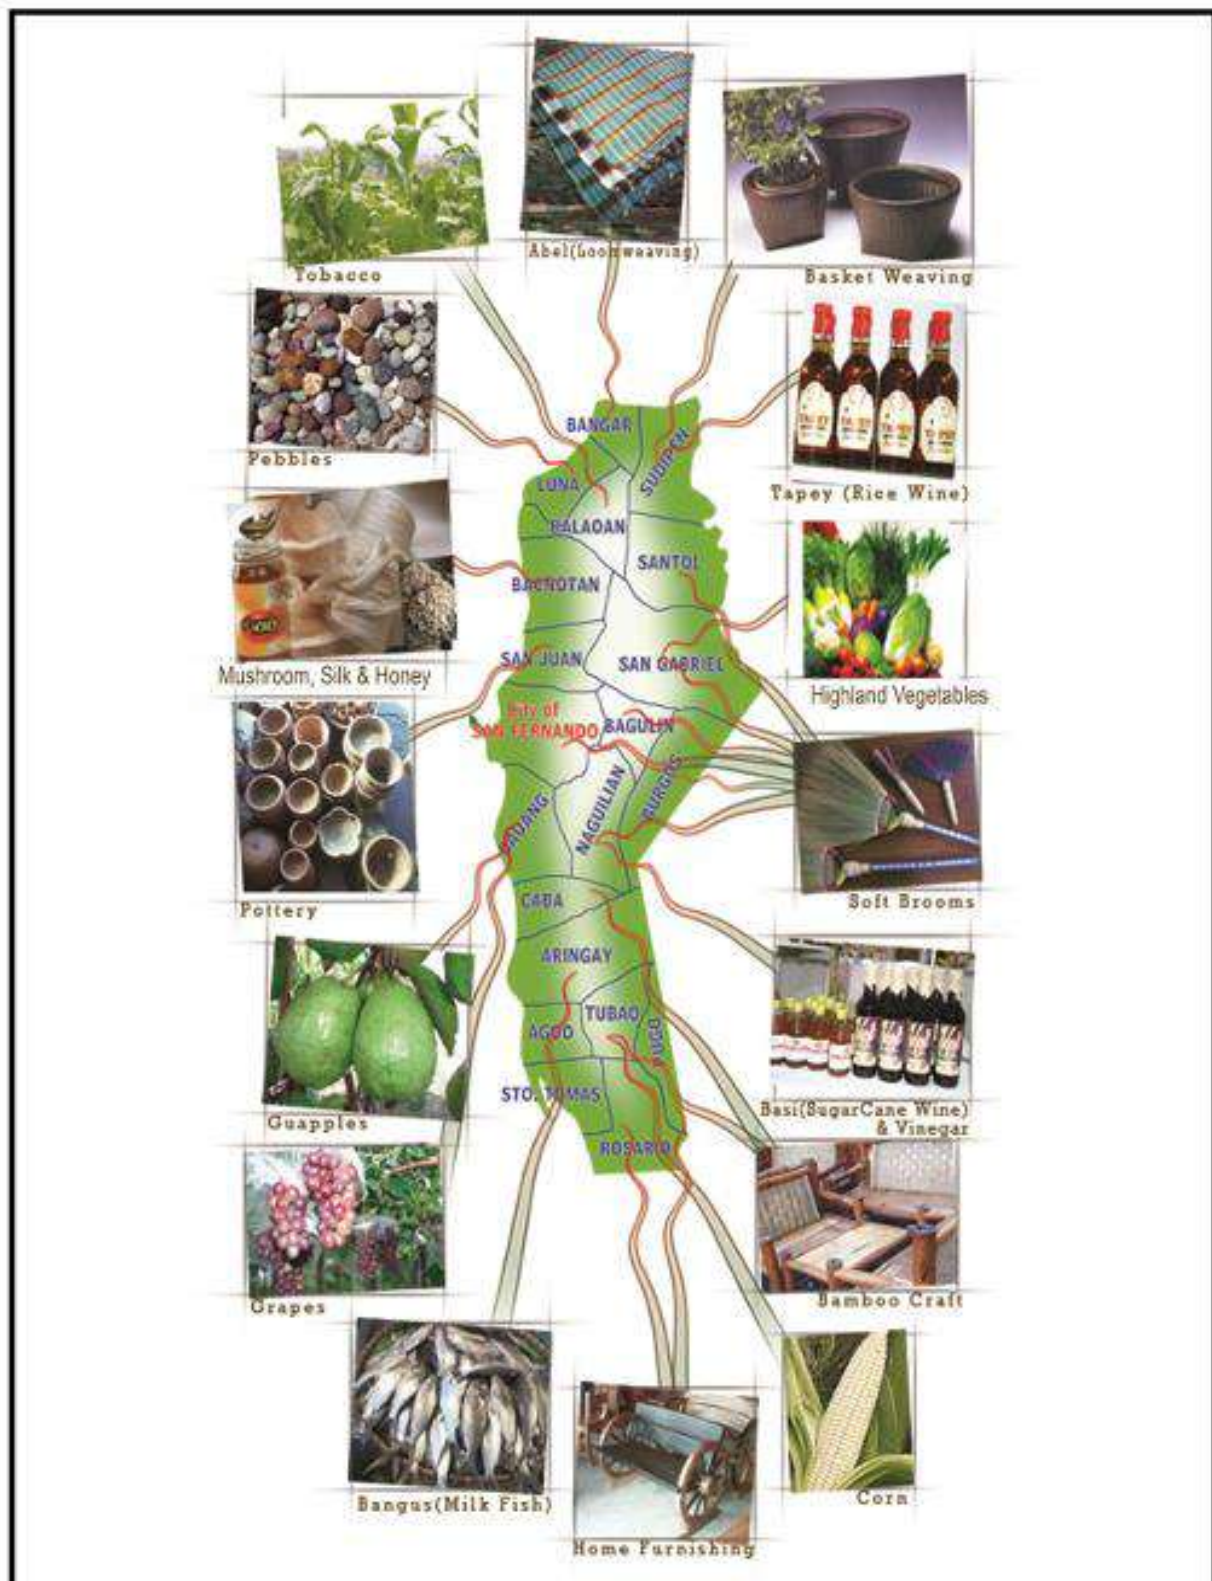 Tobacco
Abel(Loomweaving)
Basket Weaving
Pebbles
Tapey (Rice Wine)
Mushroom, Silk & Honey
Highland Vegetables
Pottery
Soft Brooms
Guapples
Basi(SugarCane Wine)
& Vinegar
Grapes
Bamboo Craft
Bangus(Milk Fish)
Corn
Home Furnishing
BANGAR
SUDIPEN
LUNA
BALAOAN
SANTOL
BACNOTAN
SAN JUAN
SAN GABRIEL
City of
SAN FERNANDO
BAGULIN
NAGUILIAN
BURGOS
BAUANG
CABA
ARINGAY
TUBAO
PUGO
AGOO
STO. TOMAS
ROSARIO